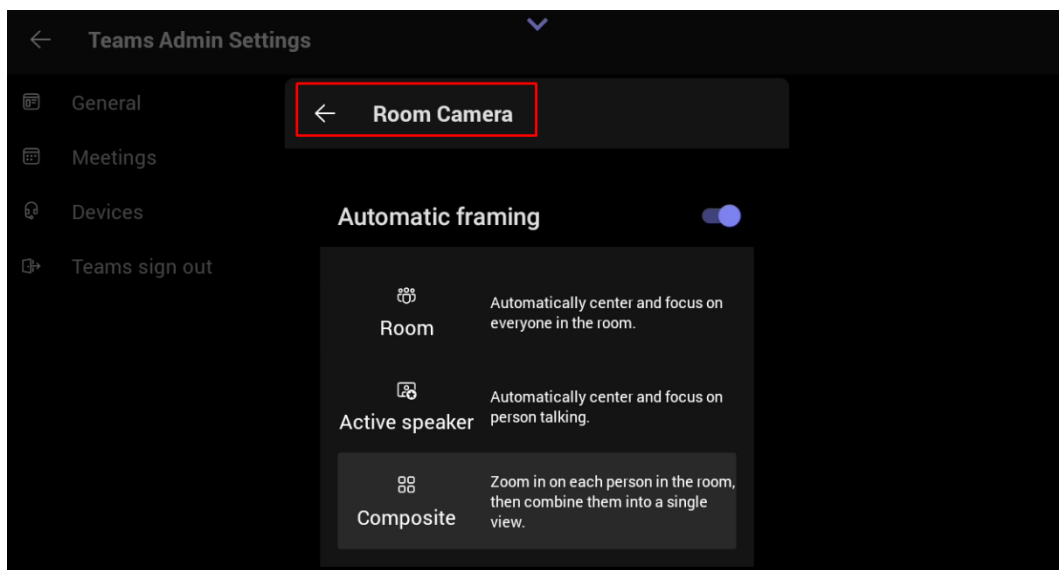 Teams Admin Settings
General
Meetings
Devices
Teams sign out
Room Camera
Automatic framing
Room
Automatically center and focus on
everyone in the room.
Active speaker
Automatically center and focus on
person talking.
Composite
Zoom in on each person in the room,
then combine them into a single
view.